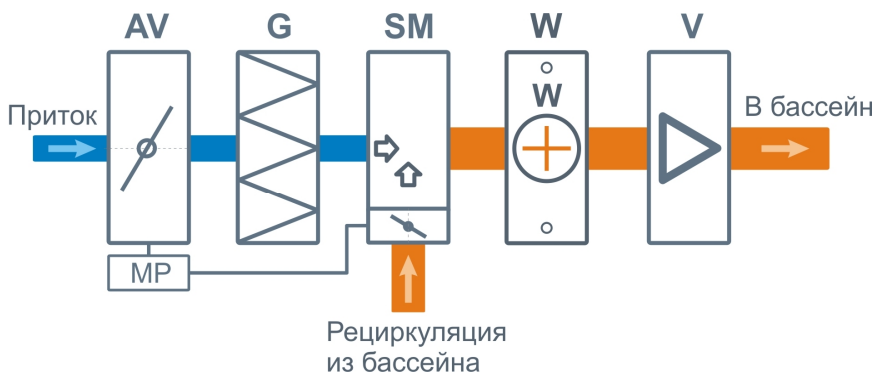 AV G SM W V
Приток
W
В бассейн
MP
Рециркуляция
из бассейна